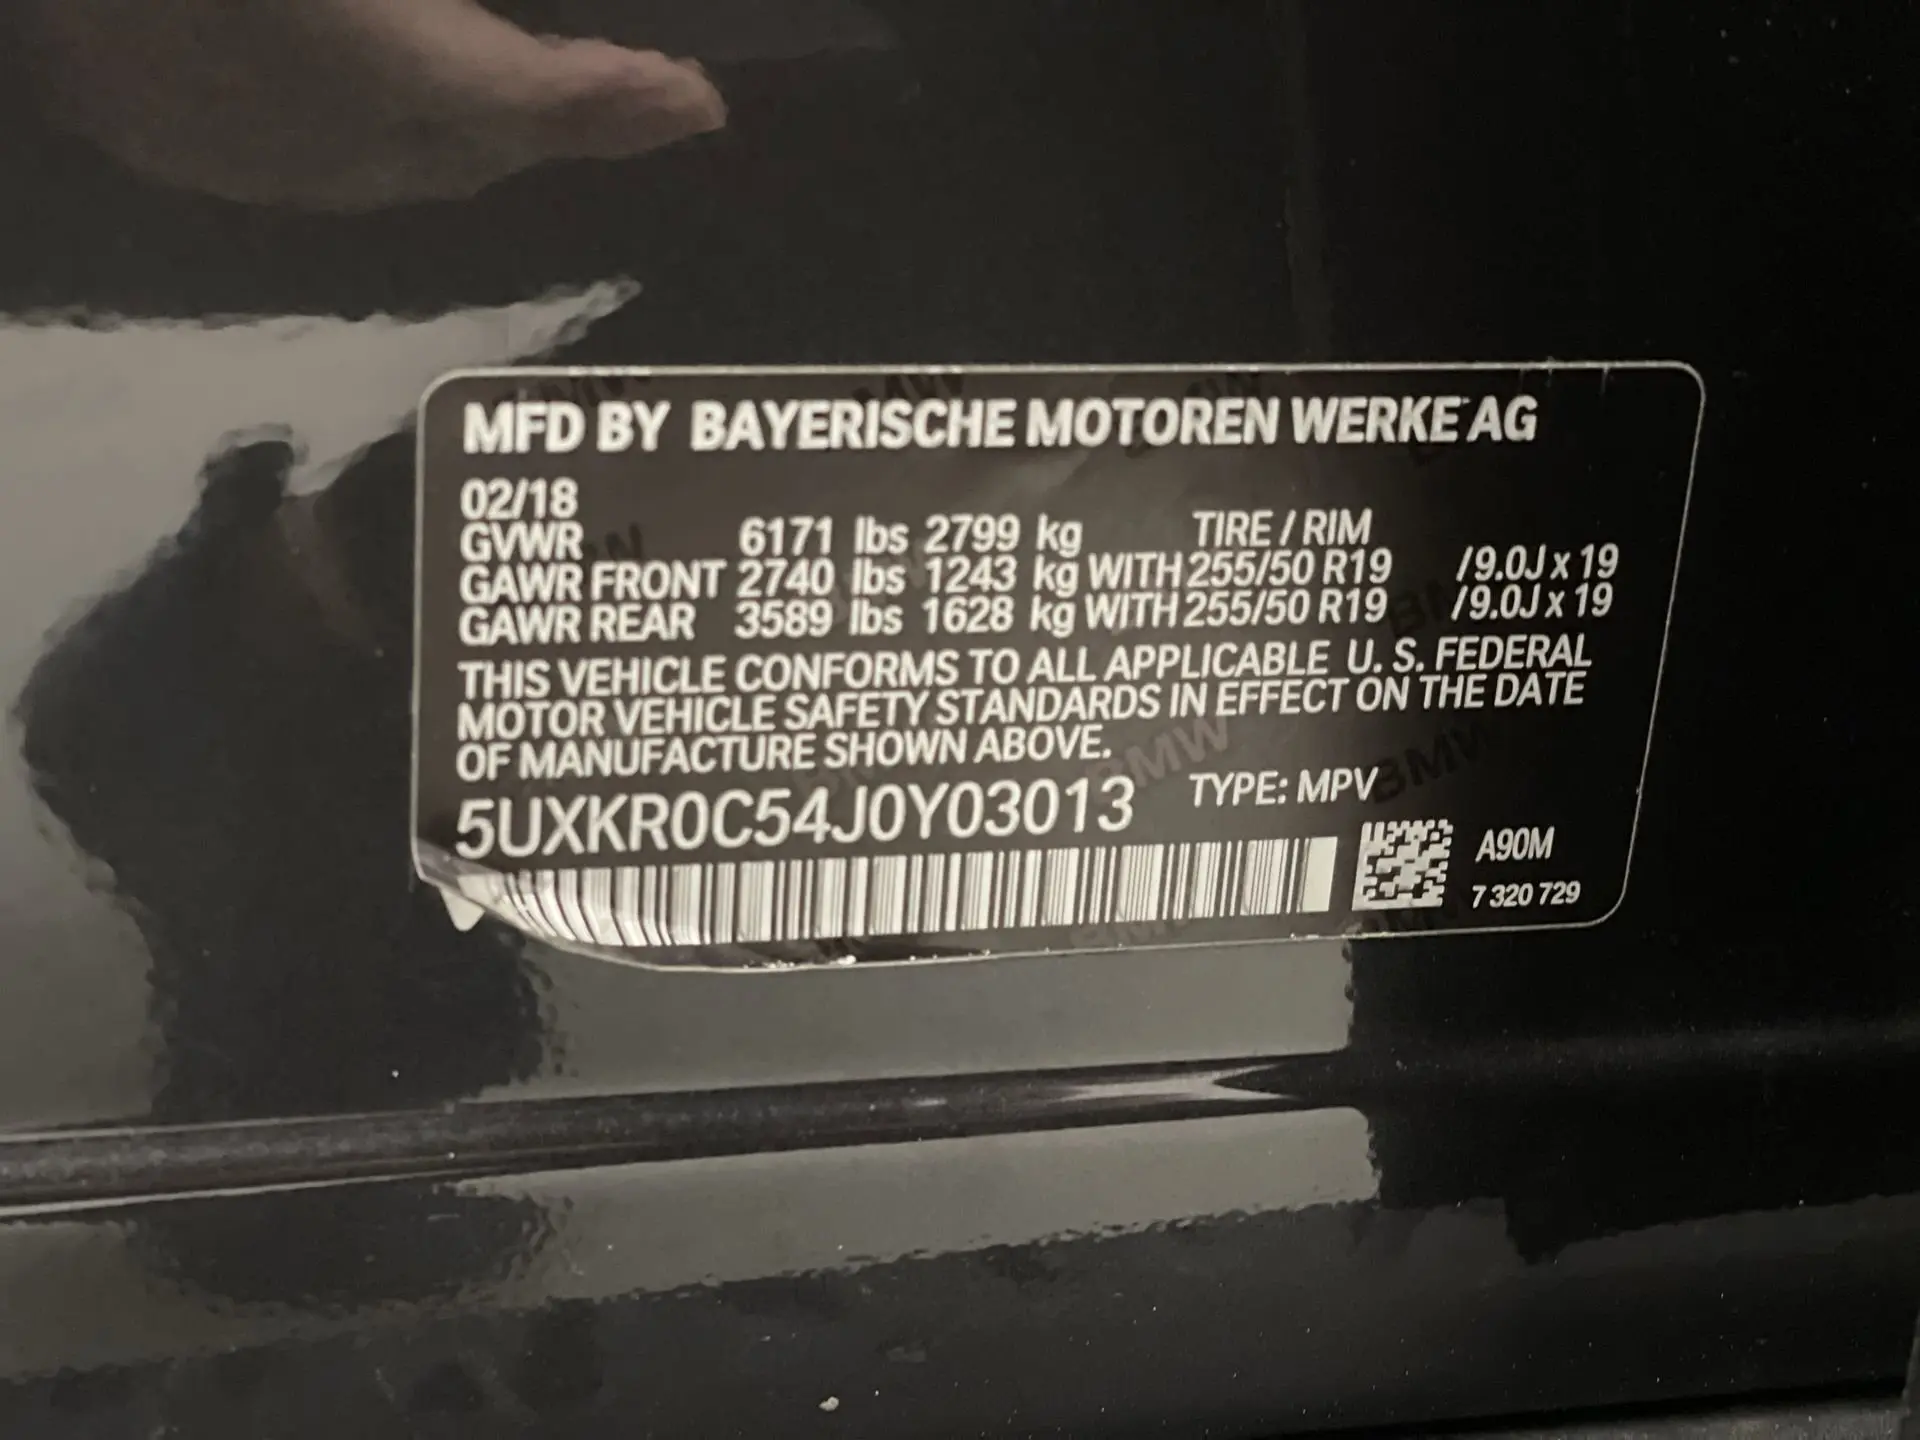 MFD BY BAYERISCHE MOTOREN WERKE AG
02/18
GVWR 6171 lbs 2799 kg TIRE / RIM
GAWR FRONT 2740 lbs 1243 kg WITH 255/50 R19 /9.0J x 19
GAWR REAR 3589 lbs 1628 kg WITH 255/50 R19 /9.0J x 19
THIS VEHICLE CONFORMS TO ALL APPLICABLE U. S. FEDERAL
MOTOR VEHICLE SAFETY STANDARDS IN EFFECT ON THE DATE
OF MANUFACTURE SHOWN ABOVE.
5UXKR0C54J0Y03013 TYPE: MPV
A90M
7 320 729